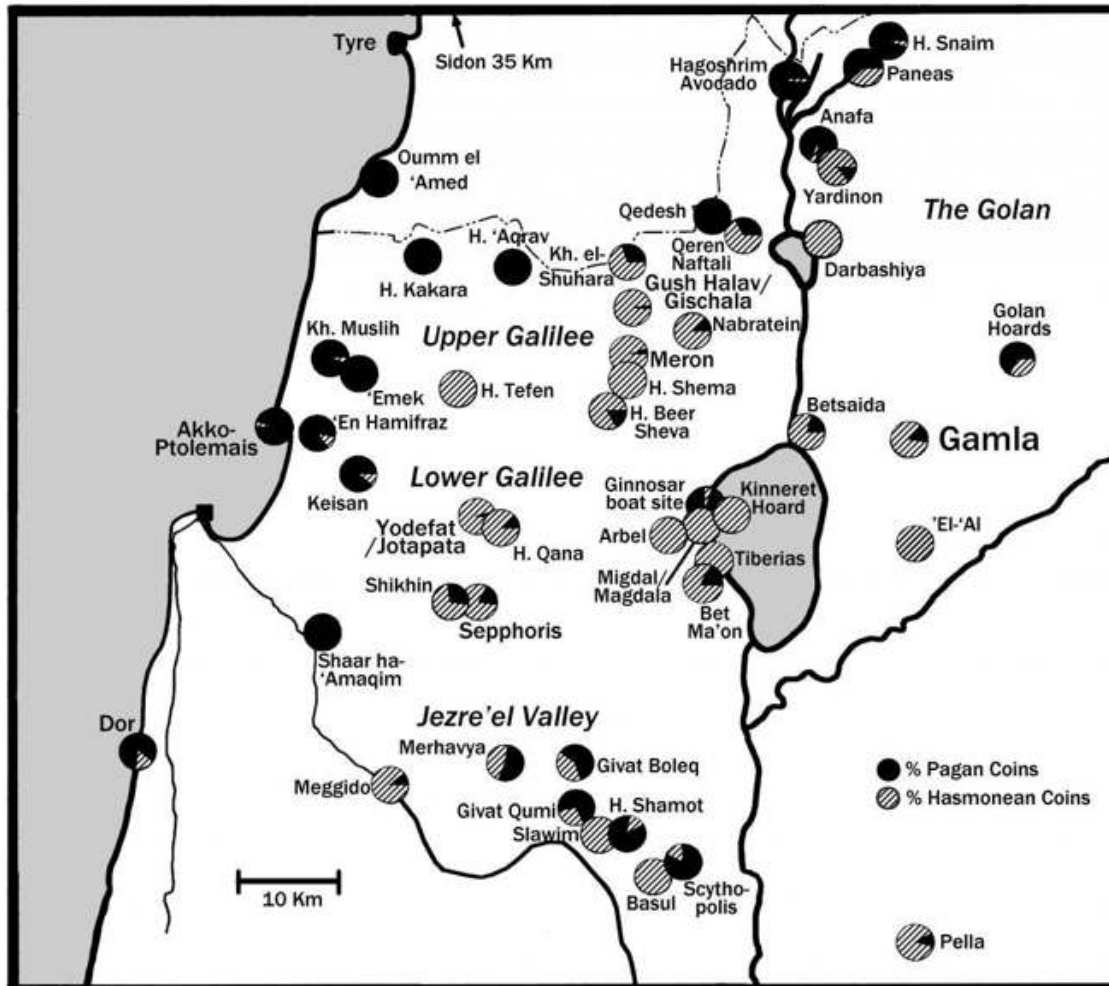 Tyre
Sidon 35 Km
Hagoshrim
Avocado
H. Snaim
Paneas
Anafa
Yardinon
Oumm el
'Amed
The Golan
Qedesh
Qeren
Naftali
Darbashiya
H. 'Aqrav
H. Kakara
Kh. el-
Shuhara
Gush Halav/
Gischala
Nabratein
Golan
Hoards
Kh. Muslih
Upper Galilee
'Emek
Meron
H. Tefen
H. Shema
H. Beer
Sheva
Betsaida
Gamla
Akko-
Ptolemais
'En Hamifraz
Keisan
Lower Galilee
Ginnosar
boat site
Kinneret
Hoard
Yodefat
/Jotapata
H. Qana
Arbel
'El-'Al
Tiberias
Migdal/
Magdala
Shikhin
Sepphoris
Bet
Ma'on
Shaar ha-
'Amaqim
Dor
Jezre'el Valley
Merhavya
Givat Boleq
Meggido
Givat Qumi
H. Shamot
Slawim
Basul
Scytho-
polis
% Pagan Coins
% Hasmonean Coins
10 Km
Pella